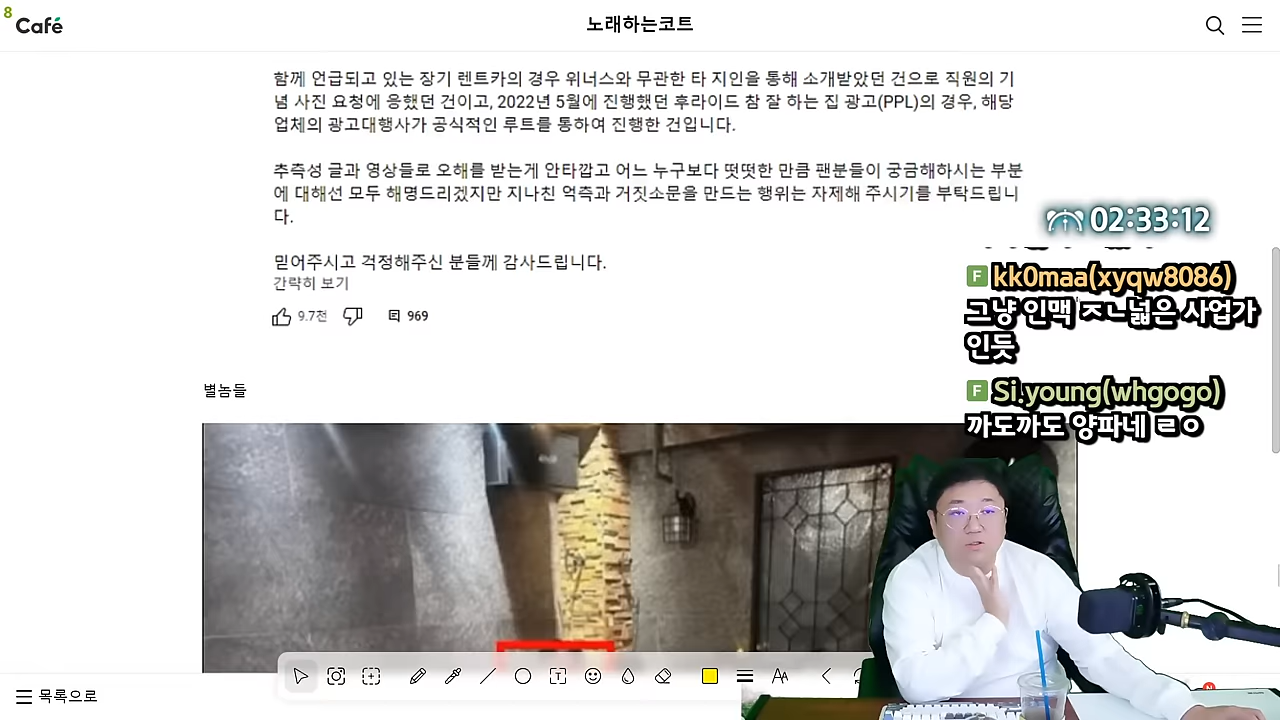 8
Café
노래하는코트
함께 언급되고 있는 장기 렌트카의 경우 위너스와 무관한 타 지인을 통해 소개받았던 건으로 직원의 기
념 사진 요청에 응했던 건이고, 2022년 5월에 진행했던 후라이드 참 잘 하는 집 광고(PPL)의 경우, 해당
업체의 광고대행사가 공식적인 루트를 통하여 진행한 건입니다.
추측성 글과 영상들로 오해를 받는게 안타깝고 어느 누구보다 떳떳한 만큼 팬분들이 궁금해하시는 부분
에 대해선 모두 해명드리겠지만 지나친 억측과 거짓소문을 만드는 행위는 자제해 주시기를 부탁드립니
다.
믿어주시고 걱정해주신 분들께 감사드립니다.
간략히 보기
9.7천 969
별놈들
02:33:12
F kk0maa(xyqw8086)
그냥 인맥 ㅈㄴ넓은 사업가
인듯
F Si.young(whgogo)
까도까도 양파네 ㄹㅇ
목록으로